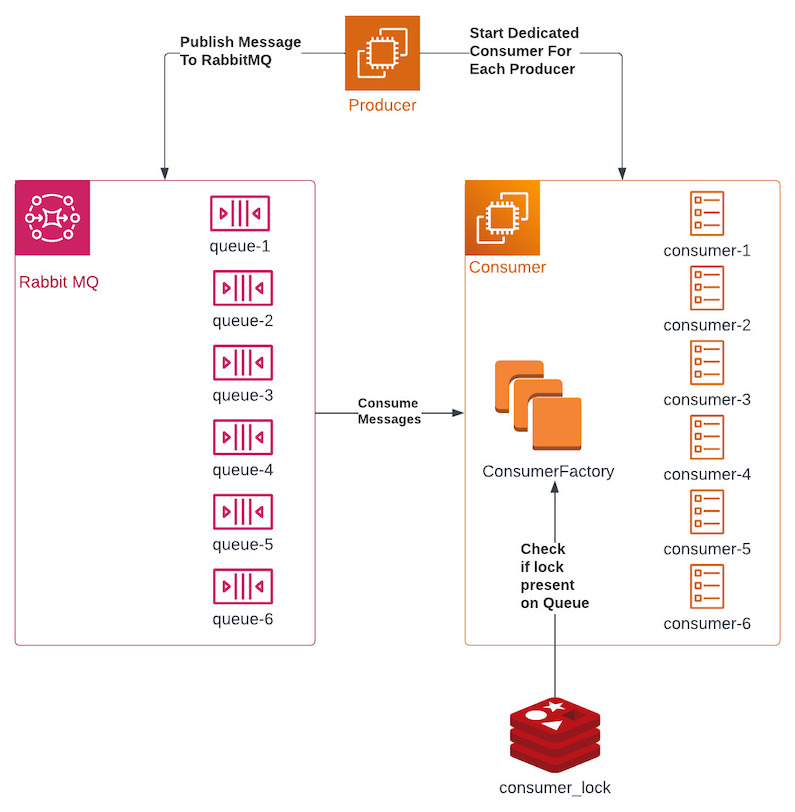 Publish Message
To RabbitMQ
Start Dedicated
Consumer For
Each Producer
Producer
Rabbit MQ
queue-1
queue-2
queue-3
queue-4
queue-5
queue-6
Consume
Messages
Consumer
ConsumerFactory
consumer-1
consumer-2
consumer-3
consumer-4
consumer-5
consumer-6
Check
if lock
present
on Queue
consumer_lock